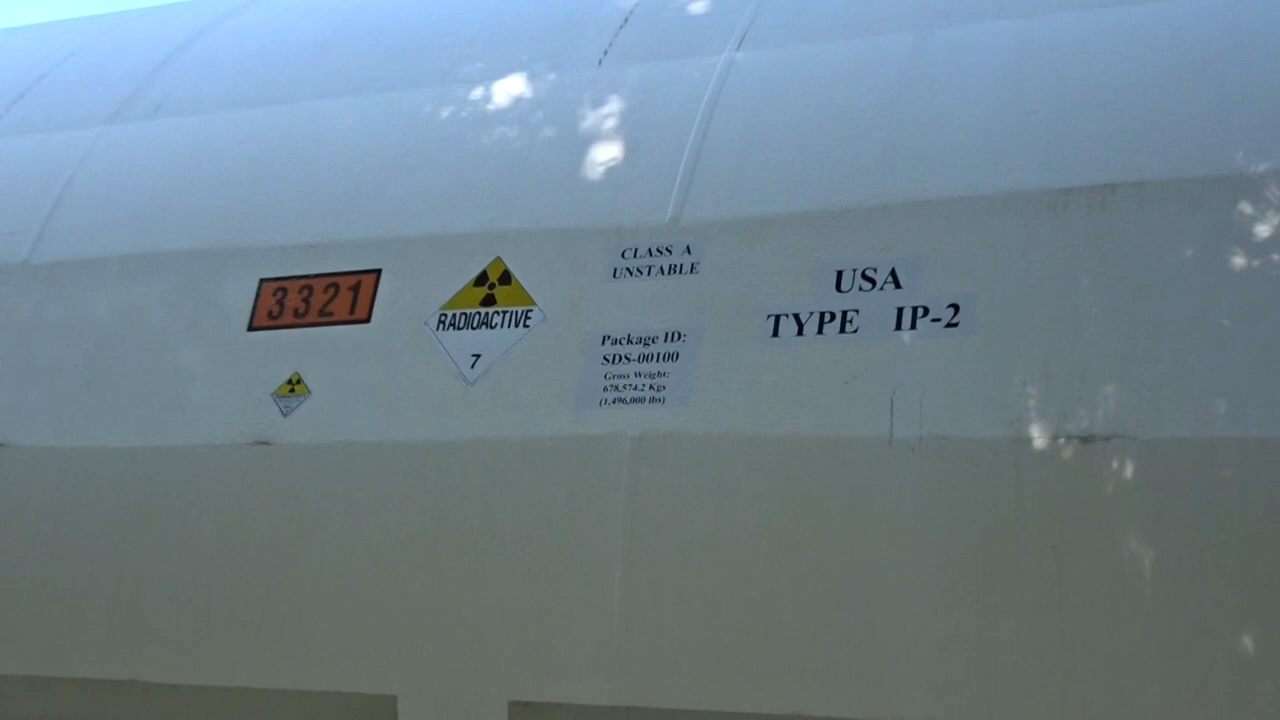 3321
RADIOACTIVE
7
CLASS A
UNSTABLE
Package ID:
SDS-00100
Gross Weight:
678,574.2 Kgs
(1,496,000 lbs)
USA
TYPE IP-2